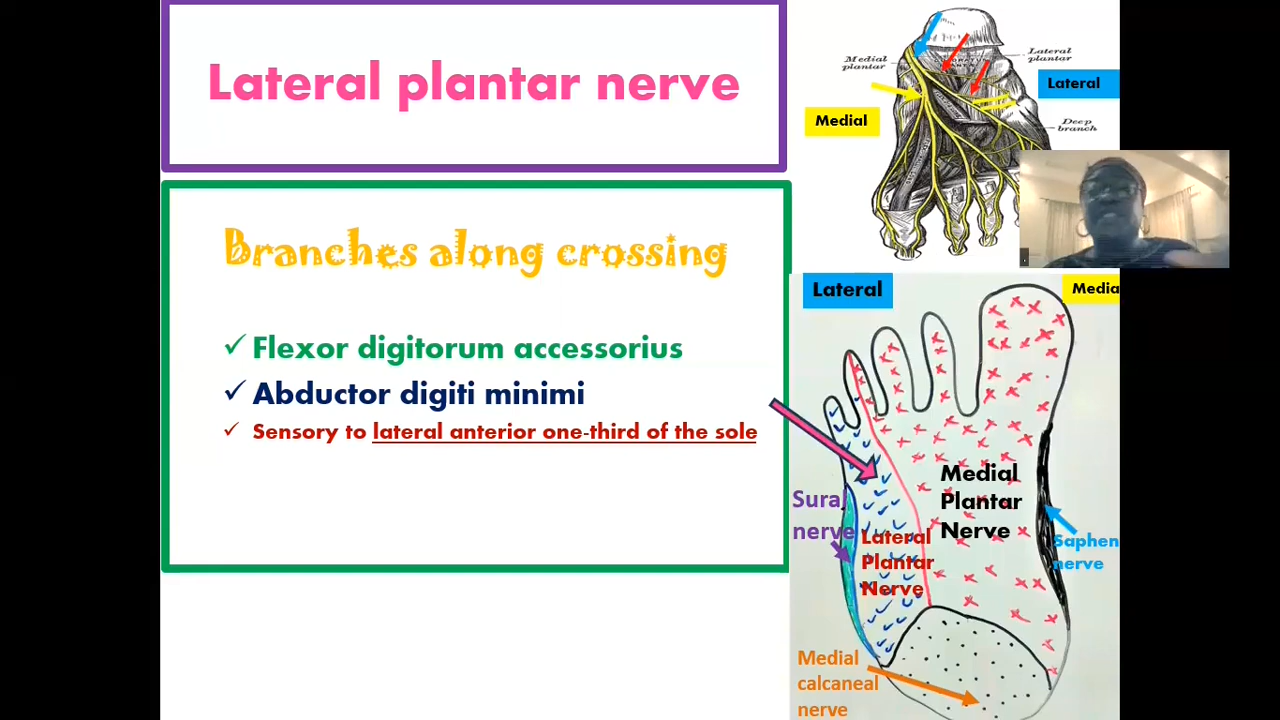 Lateral plantar nerve
Branches along crossing
✓ Flexor digitorum accessorius
✓ Abductor digiti minimi
✓ Sensory to lateral anterior one-third of the sole
Medial
plantar
Lateral
plantar
Lateral
Medial
Deep
branch
Lateral
Media
Medial
Plantar
Nerve
Sural
nerve
Lateral
Plantar
Nerve
Saphen
nerve
Medial
calcaneal
nerve